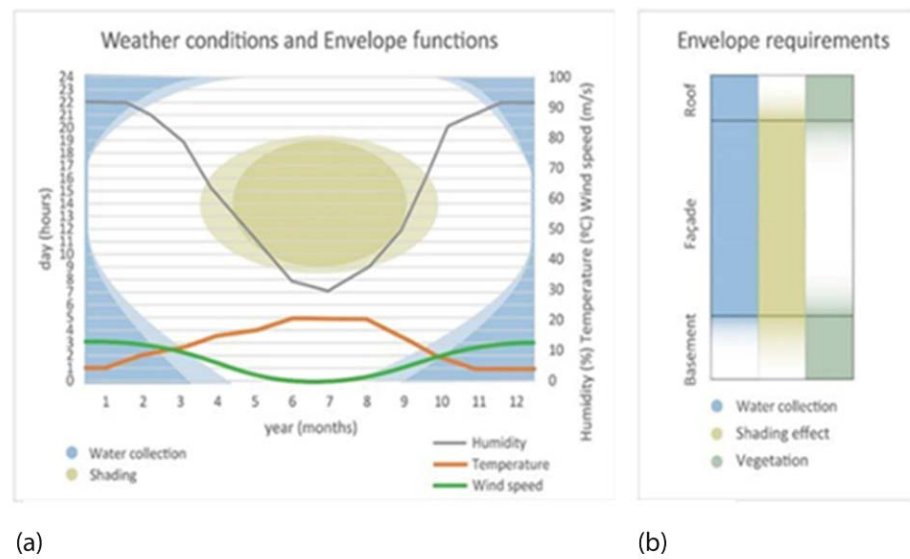 Weather conditions and Envelope functions
24
23
22
21
20
19
18
17
16
15
14
13
12
11
10
9
8
7
6
5
4
3
2
1
0
day (hours)
100
90
80
70
60
50
40
30
20
10
0
Humidity (%) Temperature (ºC) Wind speed (m/s)
1 2 3 4 5 6 7 8 9 10 11 12
year (months)
Water collection
Shading
Humidity
Temperature
Wind speed
(a)
Envelope requirements
Roof
Façade
Basement
Water collection
Shading effect
Vegetation
(b)